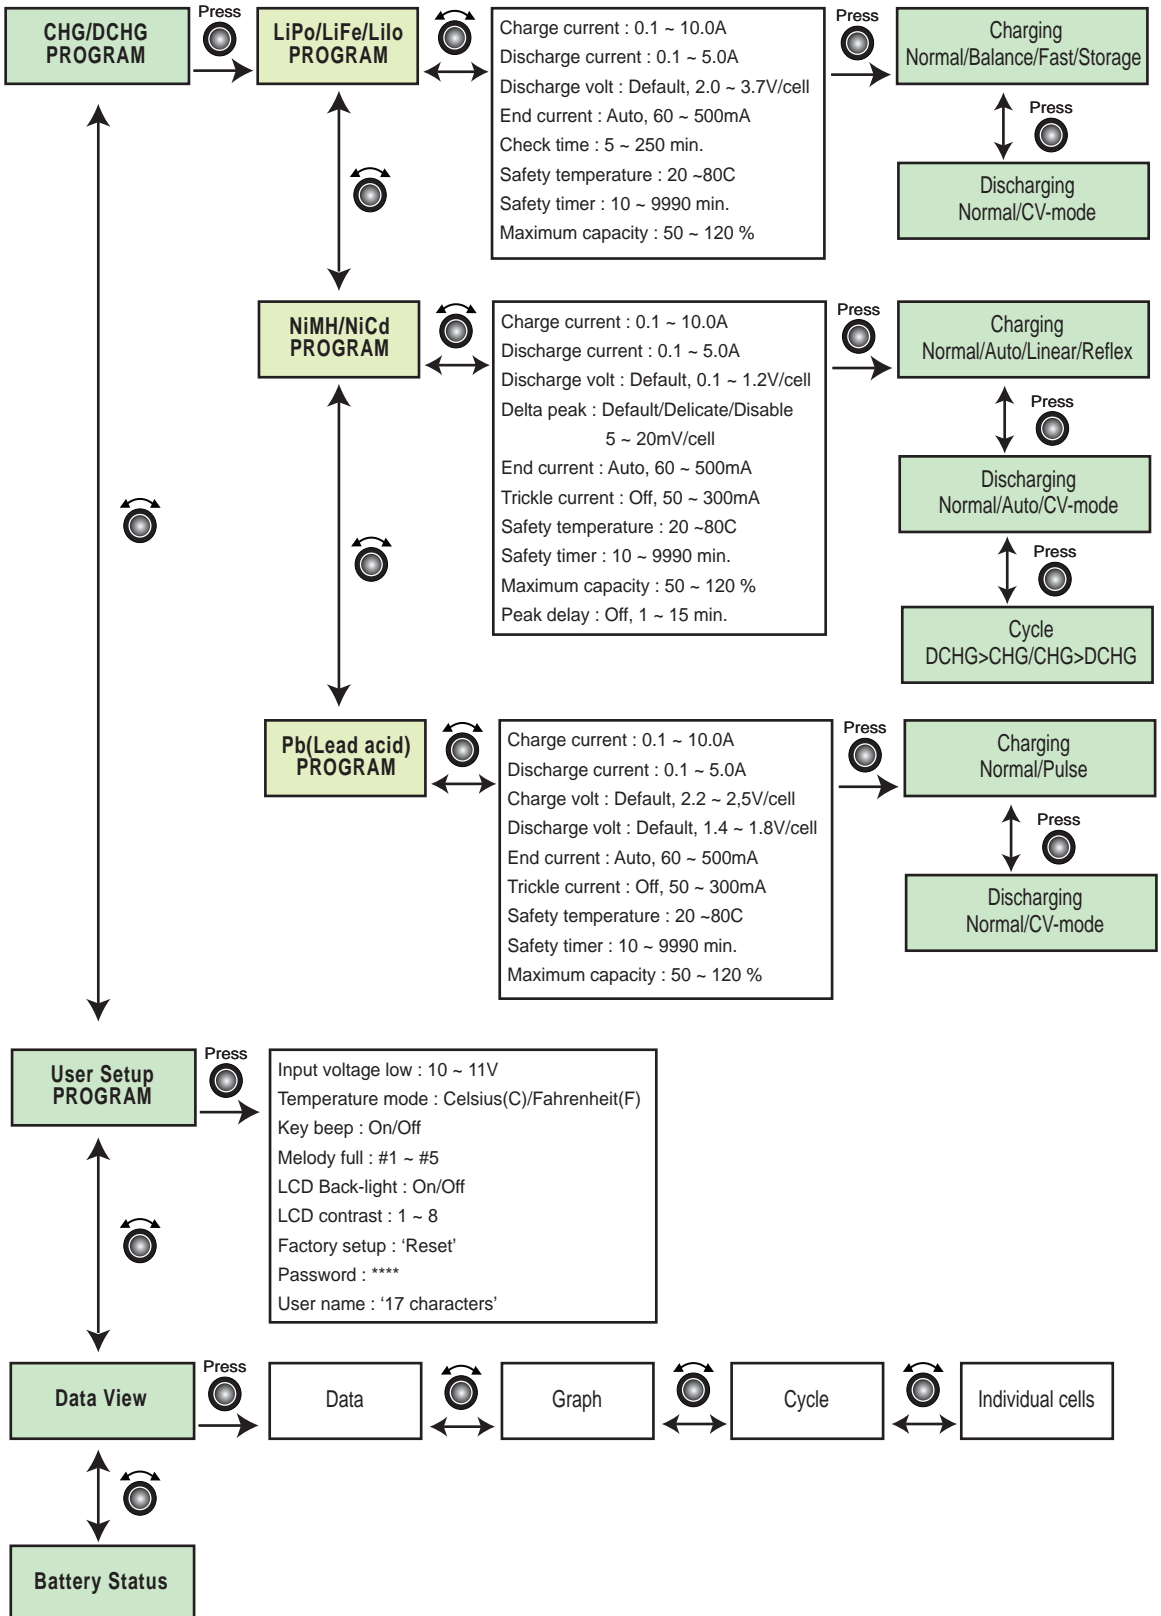 CHG/DCHG
PROGRAM
Press
LiPo/LiFe/LiIo
PROGRAM
Charge current : 0.1 ~ 10.0A
Discharge current : 0.1 ~ 5.0A
Discharge volt : Default, 2.0 ~ 3.7V/cell
End current : Auto, 60 ~ 500mA
Check time : 5 ~ 250 min.
Safety temperature : 20 ~80C
Safety timer : 10 ~ 9990 min.
Maximum capacity : 50 ~ 120 %
Press
Charging
Normal/Balance/Fast/Storage
Press
Discharging
Normal/CV-mode
NiMH/NiCd
PROGRAM
Charge current : 0.1 ~ 10.0A
Discharge current : 0.1 ~ 5.0A
Discharge volt : Default, 0.1 ~ 1.2V/cell
Delta peak : Default/Delicate/Disable
5 ~ 20mV/cell
End current : Auto, 60 ~ 500mA
Trickle current : Off, 50 ~ 300mA
Safety temperature : 20 ~80C
Safety timer : 10 ~ 9990 min.
Maximum capacity : 50 ~ 120 %
Peak delay : Off, 1 ~ 15 min.
Press
Charging
Normal/Auto/Linear/Reflex
Press
Discharging
Normal/Auto/CV-mode
Press
Cycle
DCHG>CHG/CHG>DCHG
Pb(Lead acid)
PROGRAM
Charge current : 0.1 ~ 10.0A
Discharge current : 0.1 ~ 5.0A
Charge volt : Default, 2.2 ~ 2,5V/cell
Discharge volt : Default, 1.4 ~ 1.8V/cell
End current : Auto, 60 ~ 500mA
Trickle current : Off, 50 ~ 300mA
Safety temperature : 20 ~80C
Safety timer : 10 ~ 9990 min.
Maximum capacity : 50 ~ 120 %
Press
Charging
Normal/Pulse
Press
Discharging
Normal/CV-mode
User Setup
PROGRAM
Press
Input voltage low : 10 ~ 11V
Temperature mode : Celsius(C)/Fahrenheit(F)
Key beep : On/Off
Melody full : #1 ~ #5
LCD Back-light : On/Off
LCD contrast : 1 ~ 8
Factory setup : ‘Reset’
Password : ****
User name : ‘17 characters’
Data View
Press
Data
Graph
Cycle
Individual cells
Battery Status